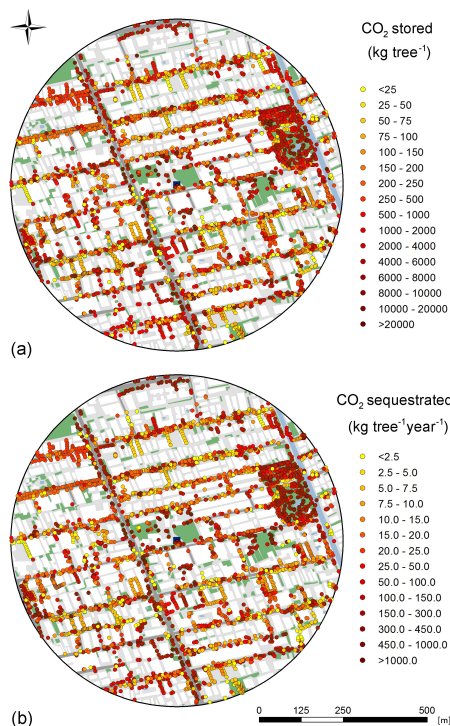 CO2 stored
(kg tree-1)
<25
25 - 50
50 - 75
75 - 100
100 - 150
150 - 200
200 - 250
250 - 500
500 - 1000
1000 - 2000
2000 - 4000
4000 - 6000
6000 - 8000
8000 - 10000
10000 - 20000
>20000
(a)
CO2 sequestrated
(kg tree-1year-1)
<2.5
2.5 - 5.0
5.0 - 7.5
7.5 - 10.0
10.0 - 15.0
15.0 - 20.0
20.0 - 25.0
25.0 - 50.0
50.0 - 100.0
100.0 - 150.0
150.0 - 300.0
300.0 - 450.0
450.0 - 1000.0
>1000.0
(b)
0 125 250 500
[m]